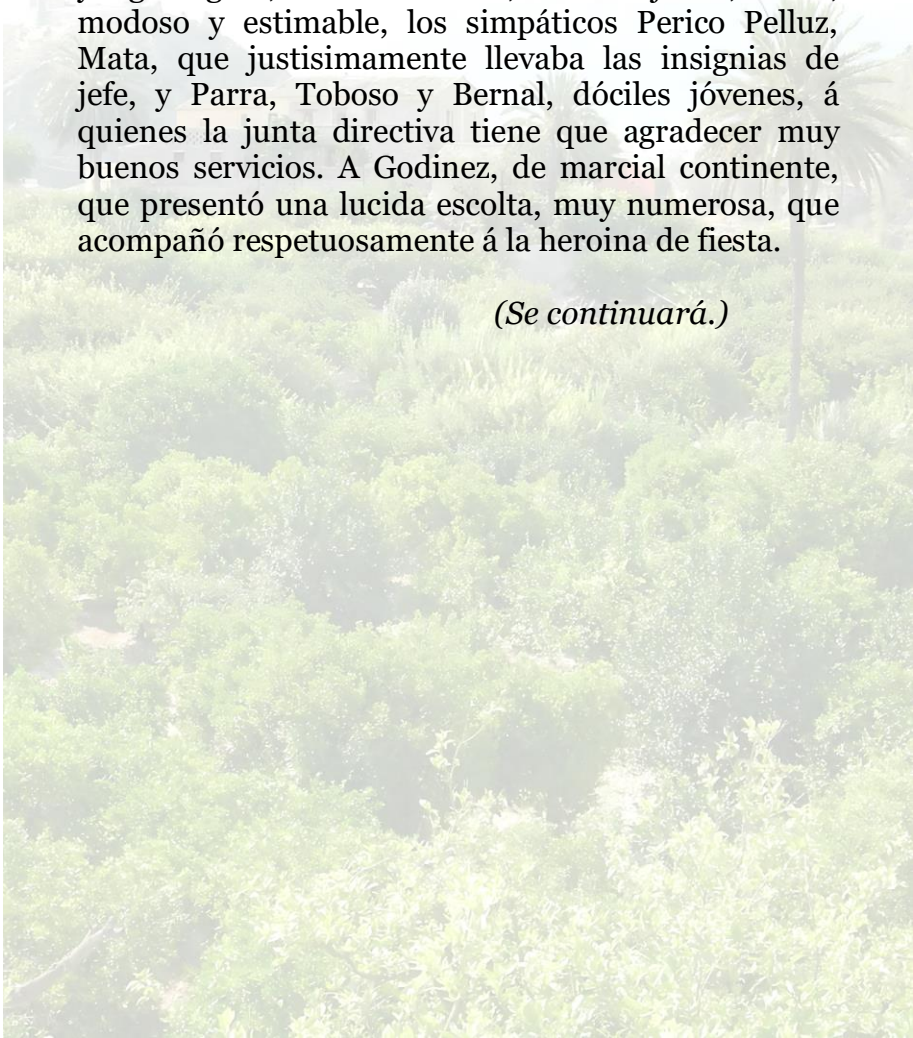 modoso y estimable, los simpáticos Perico Pelluz,
Mata, que justisimamente llevaba las insignias de
jefe, y Parra, Toboso y Bernal, dóciles jóvenes, á
quienes la junta directiva tiene que agradecer muy
buenos servicios. A Godinez, de marcial continente,
que presentó una lucida escolta, muy numerosa, que
acompañó respetuosamente á la heroina de fiesta.
(Se continuará.)